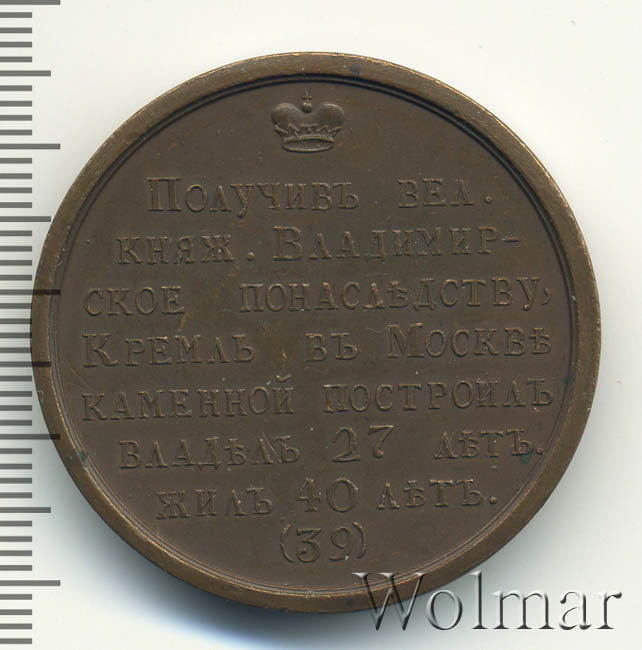 Получивъ вел.
княж. Владимир-
ское понаслѣдству,
Кремль въ Москвѣ
каменной построилъ
владѣлъ 27 лѣтъ.
жилъ 40 лѣтъ.
(39)
Wolmar